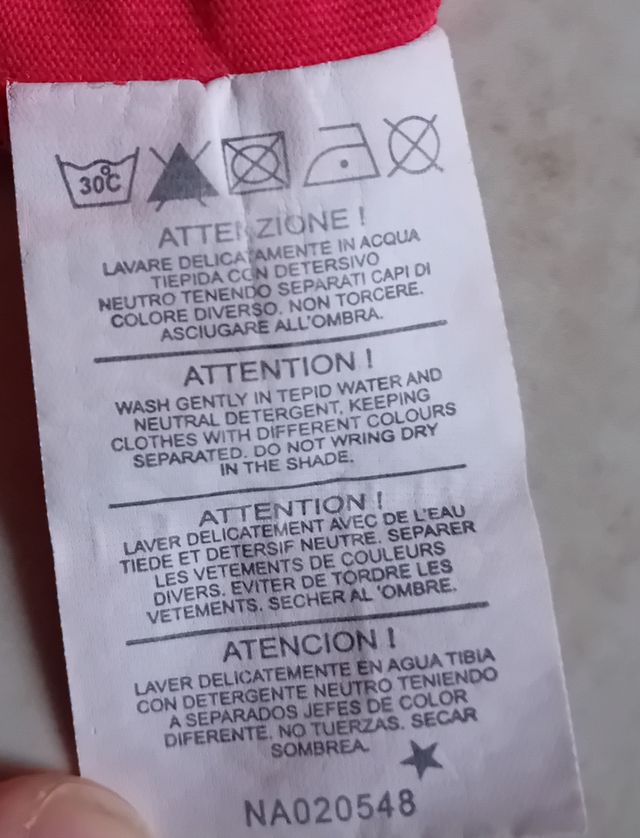 30°C
ATTENZIONE !
LAVARE DELICATAMENTE IN ACQUA
TIEPIDA CON DETERSIVO
NEUTRO TENENDO SEPARATI CAPI DI
COLORE DIVERSO. NON TORCERE.
ASCIUGARE ALL'OMBRA.
ATTENTION !
WASH GENTLY IN TEPID WATER AND
NEUTRAL DETERGENT, KEEPING
CLOTHES WITH DIFFERENT COLOURS
SEPARATED. DO NOT WRING DRY
IN THE SHADE.
ATTENTION !
LAVER DELICATEMENT AVEC DE L'EAU
TIEDE ET DETERSIF NEUTRE. SEPARER
LES VETEMENTS DE COULEURS
DIVERS. EVITER DE TORDRE LES
VETEMENTS. SECHER AL 'OMBRE.
ATENCION !
LAVER DELICATEMENTE EN AGUA TIBIA
CON DETERGENTE NEUTRO TENIENDO
A SEPARADOS JEFES DE COLOR
DIFERENTE. NO TUERZAS. SECAR
SOMBREA.
NA020548